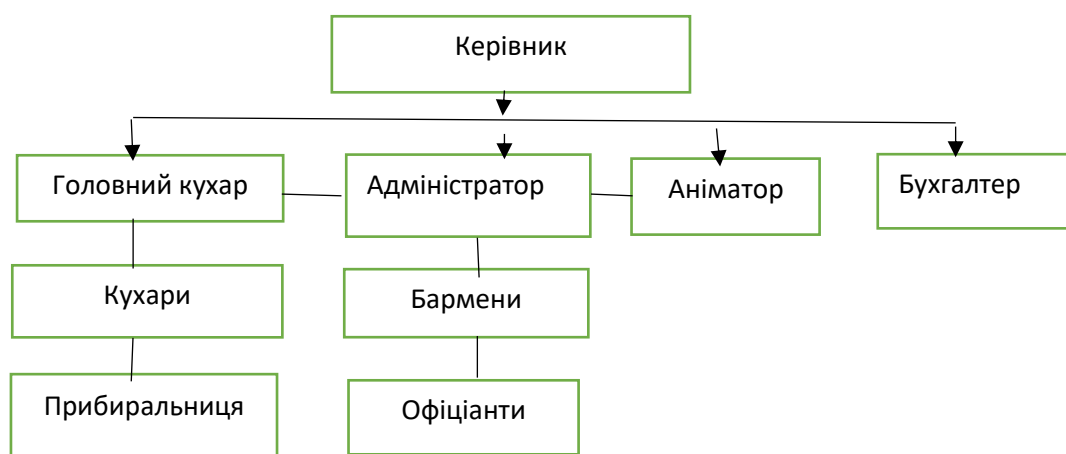 Керівник
Головний кухар
Адміністратор
Аніматор
Бухгалтер
Кухари
Бармени
Прибиральниця
Офіціанти